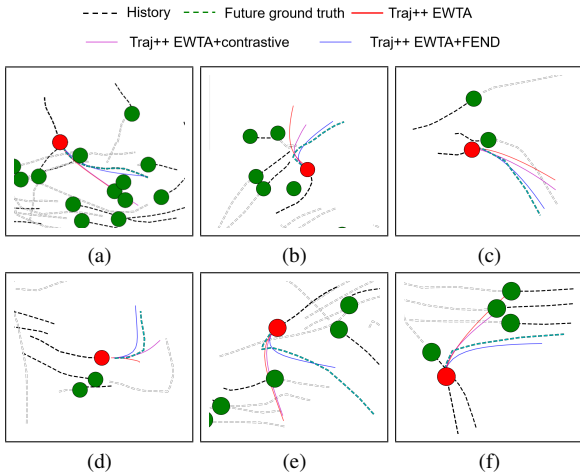 History Future ground truth Traj++ EWTA
Traj++ EWTA+contrastive Traj++ EWTA+FEND
(a) (b) (c)
(d) (e) (f)